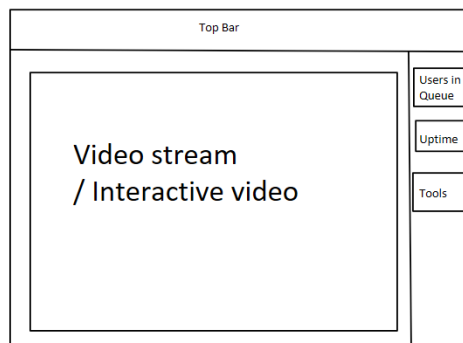 Top Bar
Users in
Queue
Uptime
Video stream
/ Interactive video
Tools